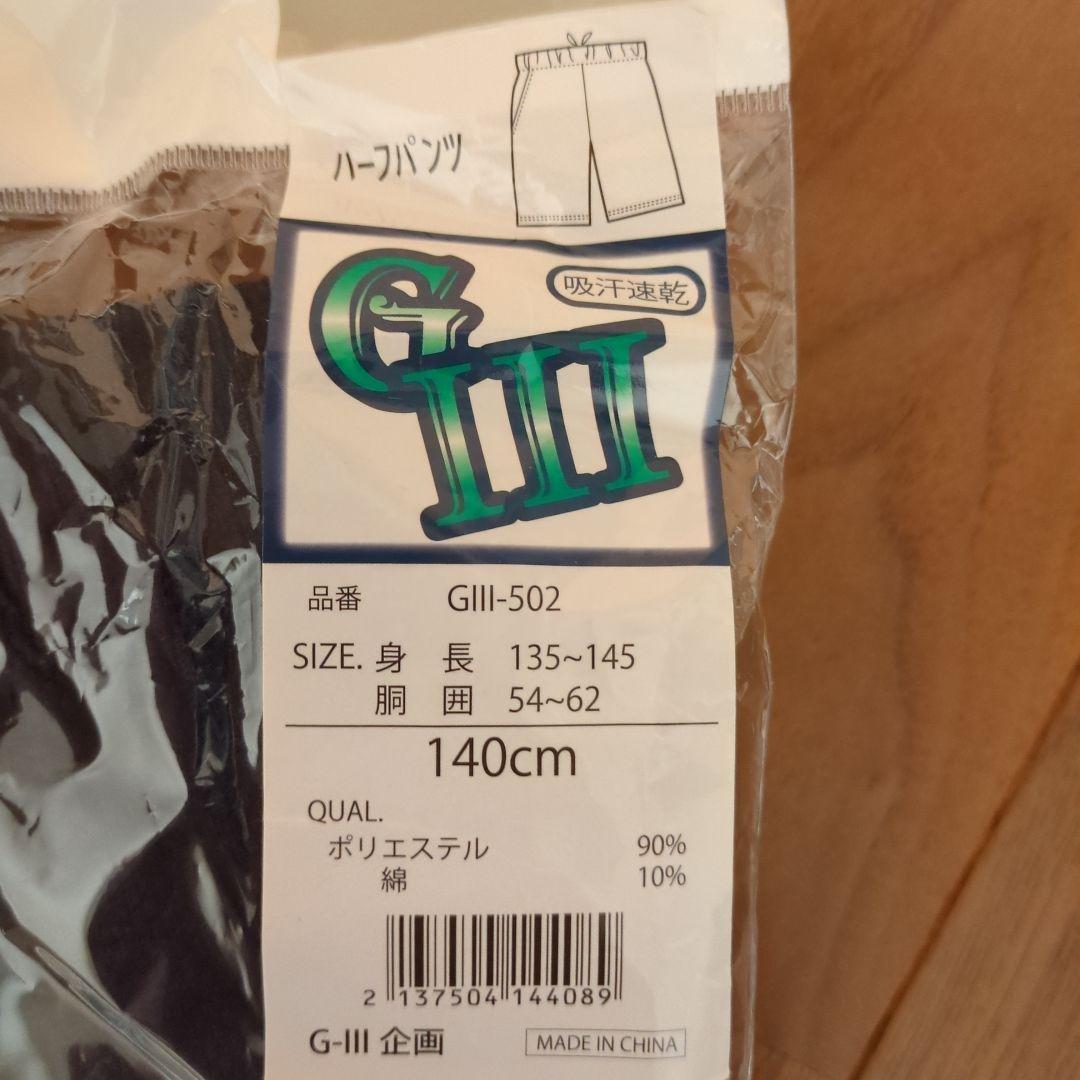 ハーフパンツ
吸汗速乾
GIII
品番 GIII-502
SIZE. 身 長 135~145
胴 囲 54~62
140cm
QUAL.
ポリエステル 90%
綿 10%
2 137504 144089
G-III 企画 MADE IN CHINA